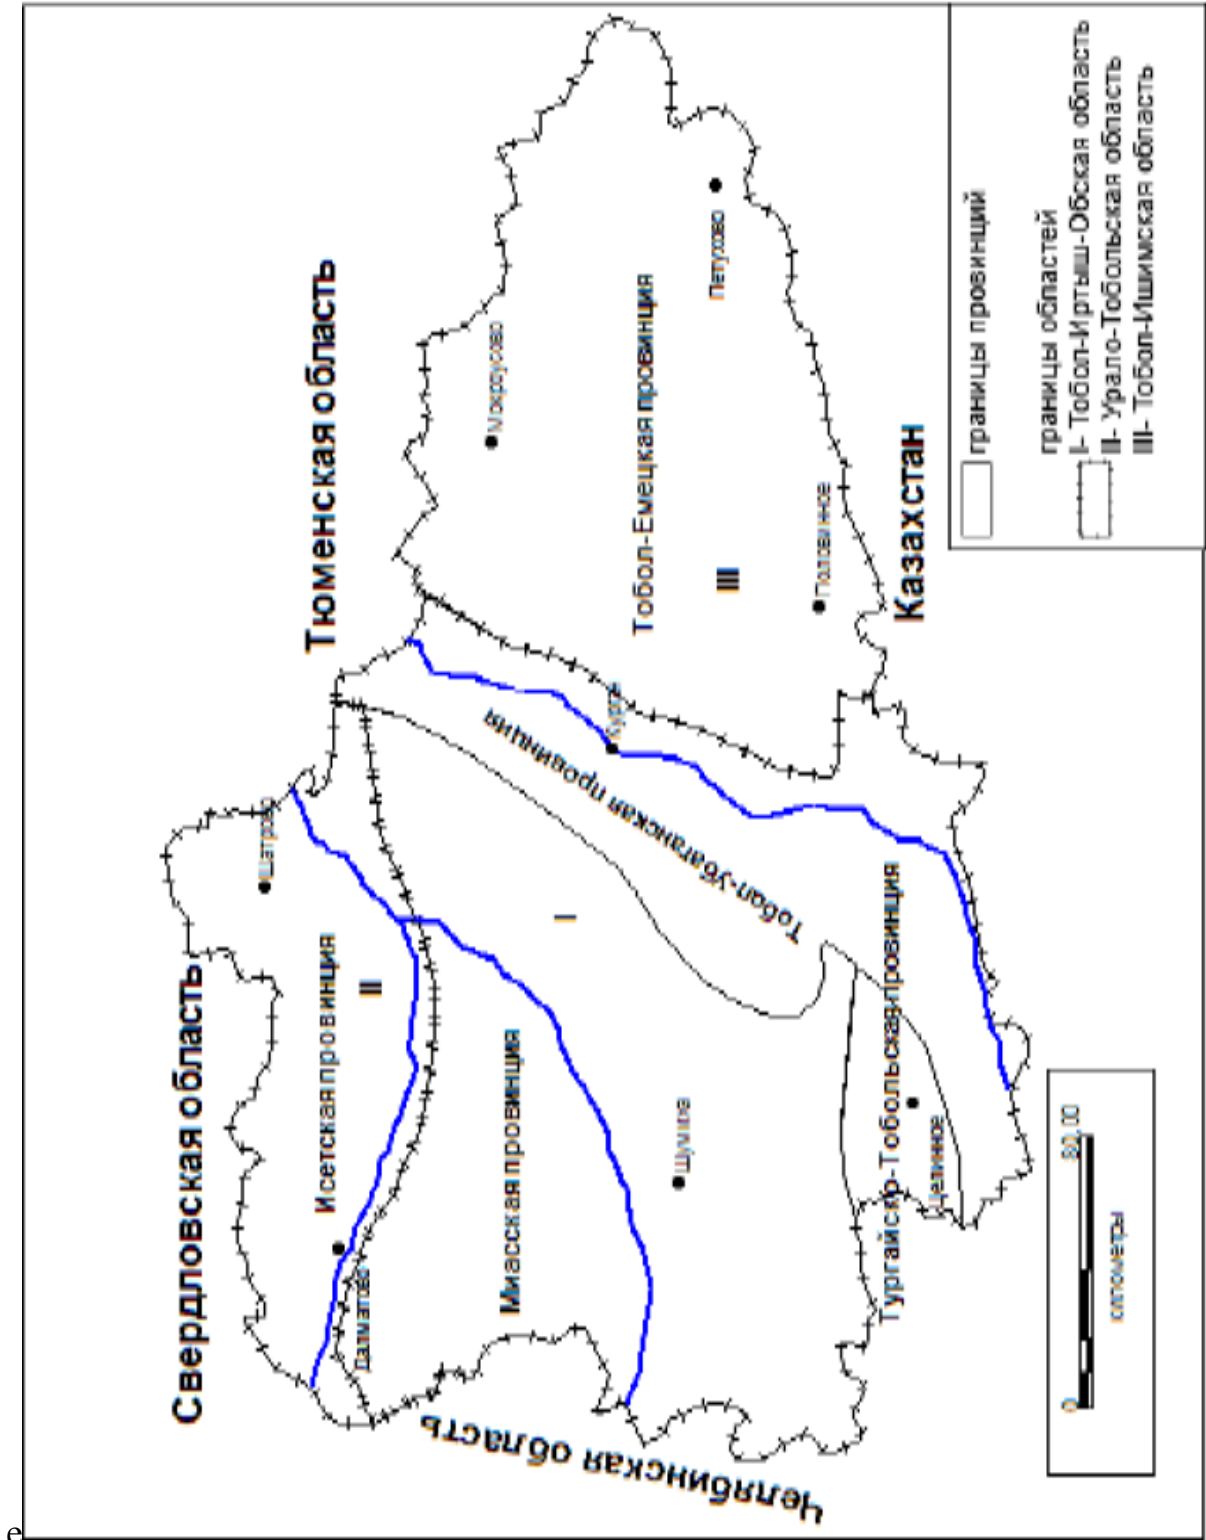 Свердловская область
Тюменская область
Челябинская область
Казахстан
Исетская провинция
II
Миасская провинция
I
Тобол-Убаганская провинция
Тобол-Емецкая провинция
III
Тургайско-Тобольская провинция
Шатрово
Далматово
Шумиха
Курган
Целинное
Мокроусово
Петухово
Половинное
0
80,00
километры
границы провинций
границы областей
I- Тобол-Иртыш-Обская область
II- Урало-Тобольская область
III- Тобол-Ишимская область
е